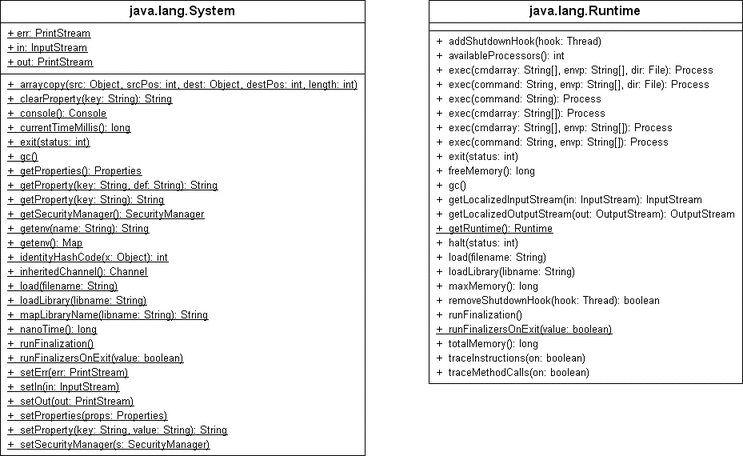 java.lang.System
+ err: PrintStream
+ in: InputStream
+ out: PrintStream
+ arraycopy(src: Object, srcPos: int, dest: Object, destPos: int, length: int)
+ clearProperty(key: String): String
+ console(): Console
+ currentTimeMillis(): long
+ exit(status: int)
+ gc()
+ getProperties(): Properties
+ getProperty(key: String, def: String): String
+ getProperty(key: String): String
+ getSecurityManager(): SecurityManager
+ getenv(name: String): String
+ getenv(): Map
+ identityHashCode(x: Object): int
+ inheritedChannel(): Channel
+ load(filename: String)
+ loadLibrary(libname: String)
+ mapLibraryName(libname: String): String
+ nanoTime(): long
+ runFinalization()
+ runFinalizersOnExit(value: boolean)
+ setErr(err: PrintStream)
+ setIn(in: InputStream)
+ setOut(out: PrintStream)
+ setProperties(props: Properties)
+ setProperty(key: String, value: String): String
+ setSecurityManager(s: SecurityManager)
java.lang.Runtime
+ addShutdownHook(hook: Thread)
+ availableProcessors(): int
+ exec(cmdarray: String[], envp: String[], dir: File): Process
+ exec(command: String, envp: String[], dir: File): Process
+ exec(command: String): Process
+ exec(cmdarray: String[]): Process
+ exec(cmdarray: String[], envp: String[]): Process
+ exec(command: String, envp: String[]): Process
+ exit(status: int)
+ freeMemory(): long
+ gc()
+ getLocalizedInputStream(in: InputStream): InputStream
+ getLocalizedOutputStream(out: OutputStream): OutputStream
+ getRuntime(): Runtime
+ halt(status: int)
+ load(filename: String)
+ loadLibrary(libname: String)
+ maxMemory(): long
+ removeShutdownHook(hook: Thread): boolean
+ runFinalization()
+ runFinalizersOnExit(value: boolean)
+ totalMemory(): long
+ traceInstructions(on: boolean)
+ traceMethodCalls(on: boolean)